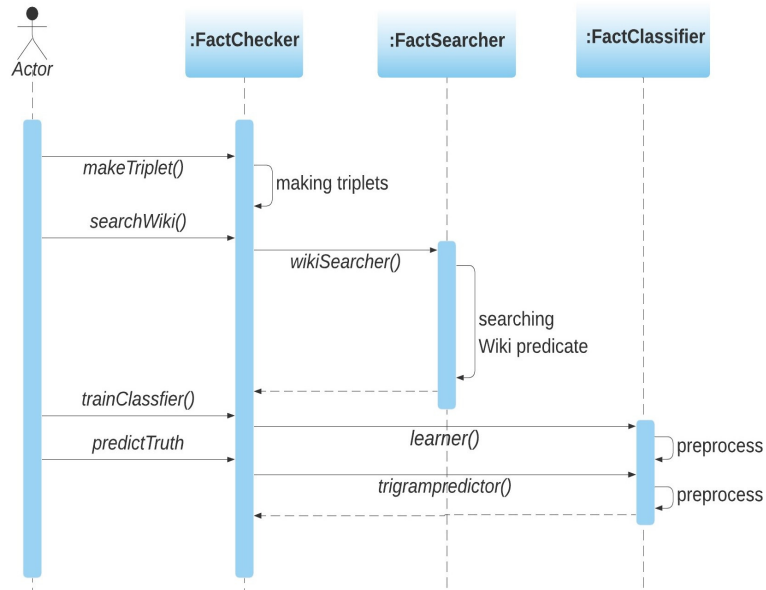 :FactChecker
:FactSearcher
:FactClassifier
Actor
makeTriplet()
making triplets
searchWiki()
wikiSearcher()
searching
Wiki predicate
trainClassfier()
learner()
predictTruth
preprocess
trigrampredictor()
preprocess